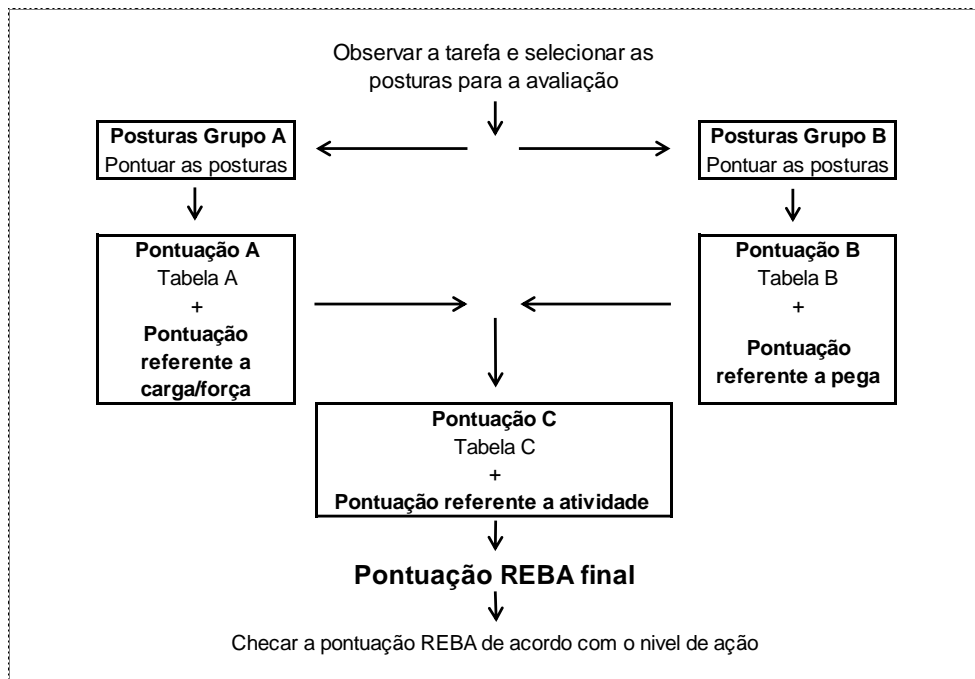 Observar a tarefa e selecionar as
posturas para a avaliação
Posturas Grupo A
Pontuar as posturas
Posturas Grupo B
Pontuar as posturas
Pontuação A
Tabela A
+
Pontuação
referente a
carga/força
Pontuação B
Tabela B
+
Pontuação
referente a pega
Pontuação C
Tabela C
+
Pontuação referente a atividade
Pontuação REBA final
Checar a pontuação REBA de acordo com o nivel de ação